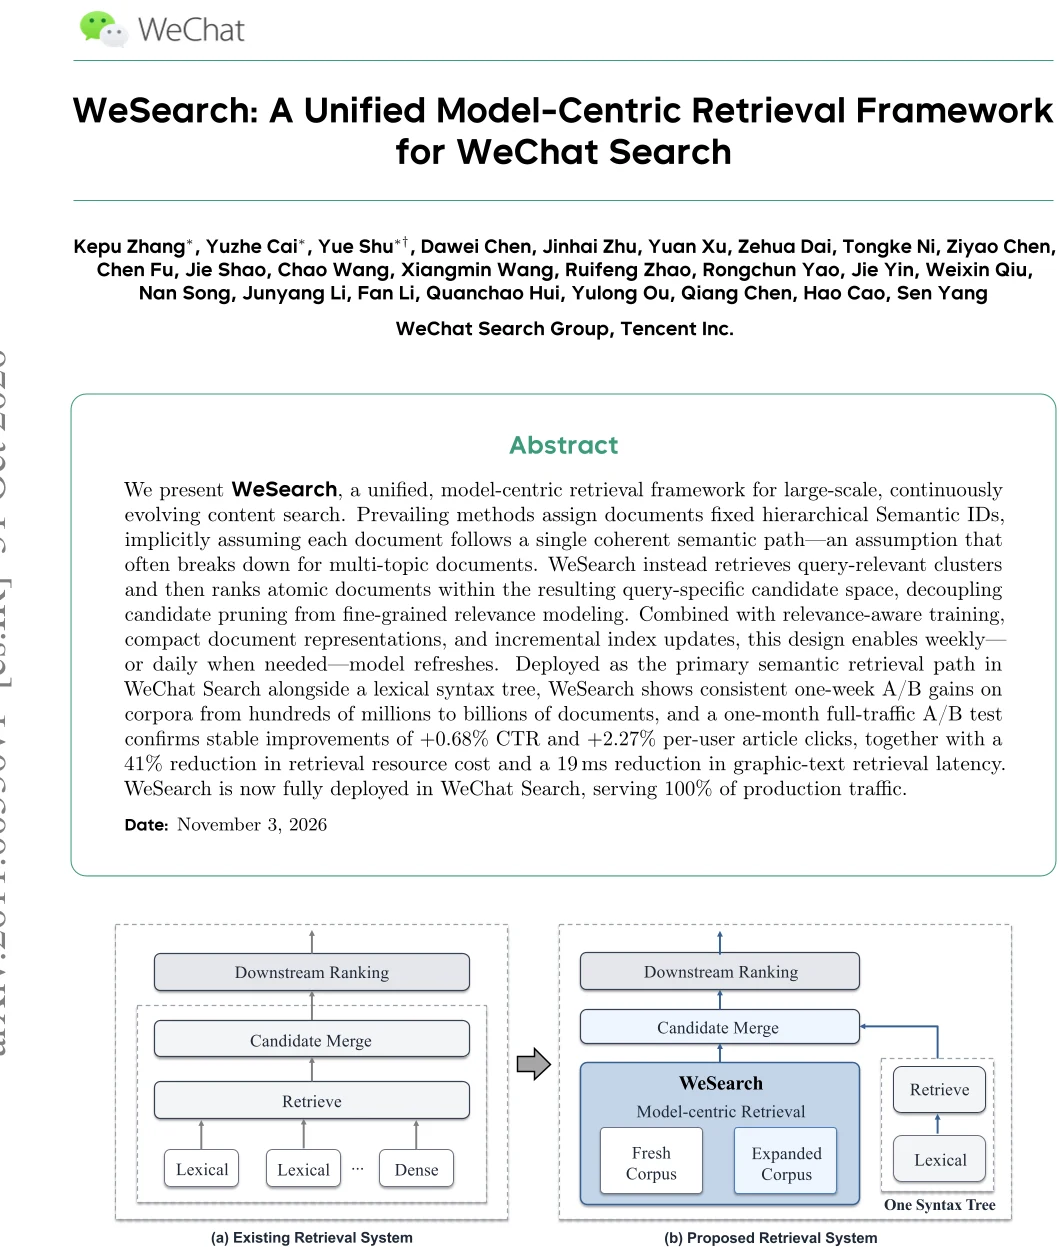 WeChat
WeSearch: A Unified Model-Centric Retrieval Framework
for WeChat Search
Kepu Zhang*, Yuzhe Cai*, Yue Shu*†, Dawei Chen, Jinhai Zhu, Yuan Xu, Zehua Dai, Tongke Ni, Ziyao Chen,
Chen Fu, Jie Shao, Chao Wang, Xiangmin Wang, Ruifeng Zhao, Rongchun Yao, Jie Yin, Weixin Qiu,
Nan Song, Junyang Li, Fan Li, Quanchao Hui, Yulong Ou, Qiang Chen, Hao Cao, Sen Yang
WeChat Search Group, Tencent Inc.
Abstract
We present WeSearch, a unified, model-centric retrieval framework for large-scale, continuously
evolving content search. Prevailing methods assign documents fixed hierarchical Semantic IDs,
implicitly assuming each document follows a single coherent semantic path—an assumption that
often breaks down for multi-topic documents. WeSearch instead retrieves query-relevant clusters
and then ranks atomic documents within the resulting query-specific candidate space, decoupling
candidate pruning from fine-grained relevance modeling. Combined with relevance-aware training,
compact document representations, and incremental index updates, this design enables weekly—
or daily when needed—model refreshes. Deployed as the primary semantic retrieval path in
WeChat Search alongside a lexical syntax tree, WeSearch shows consistent one-week A/B gains on
corpora from hundreds of millions to billions of documents, and a one-month full-traffic A/B test
confirms stable improvements of +0.68% CTR and +2.27% per-user article clicks, together with a
41% reduction in retrieval resource cost and a 19 ms reduction in graphic-text retrieval latency.
WeSearch is now fully deployed in WeChat Search, serving 100% of production traffic.
Date: November 3, 2026
Downstream Ranking
Candidate Merge
Retrieve
Lexical
Lexical
...
Dense
(a) Existing Retrieval System
Downstream Ranking
Candidate Merge
WeSearch
Model-centric Retrieval
Fresh
Corpus
Expanded
Corpus
Retrieve
Lexical
One Syntax Tree
(b) Proposed Retrieval System